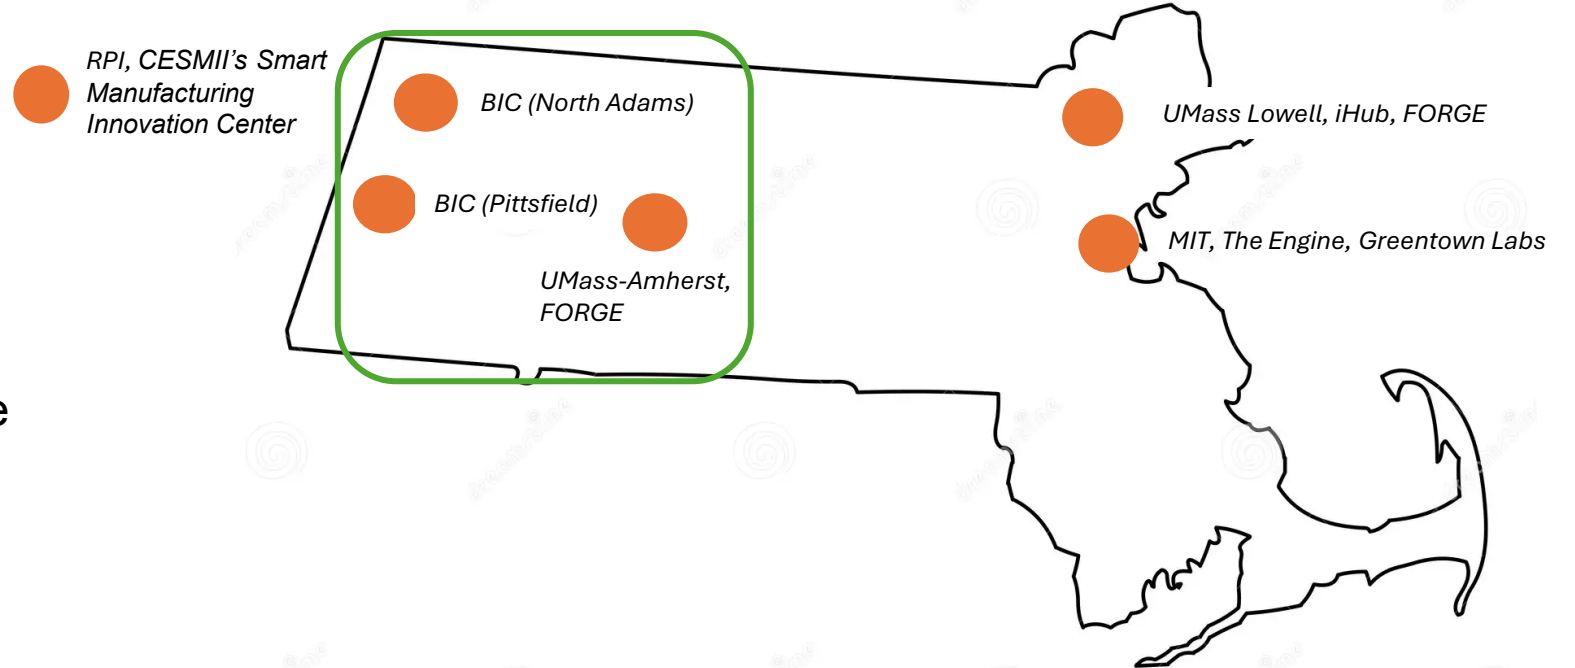 RPI, CESMII's Smart
Manufacturing
Innovation Center
BIC (North Adams)
UMass Lowell, iHub, FORGE
BIC (Pittsfield)
MIT, The Engine, Greentown Labs
UMass-Amherst,
FORGE
e